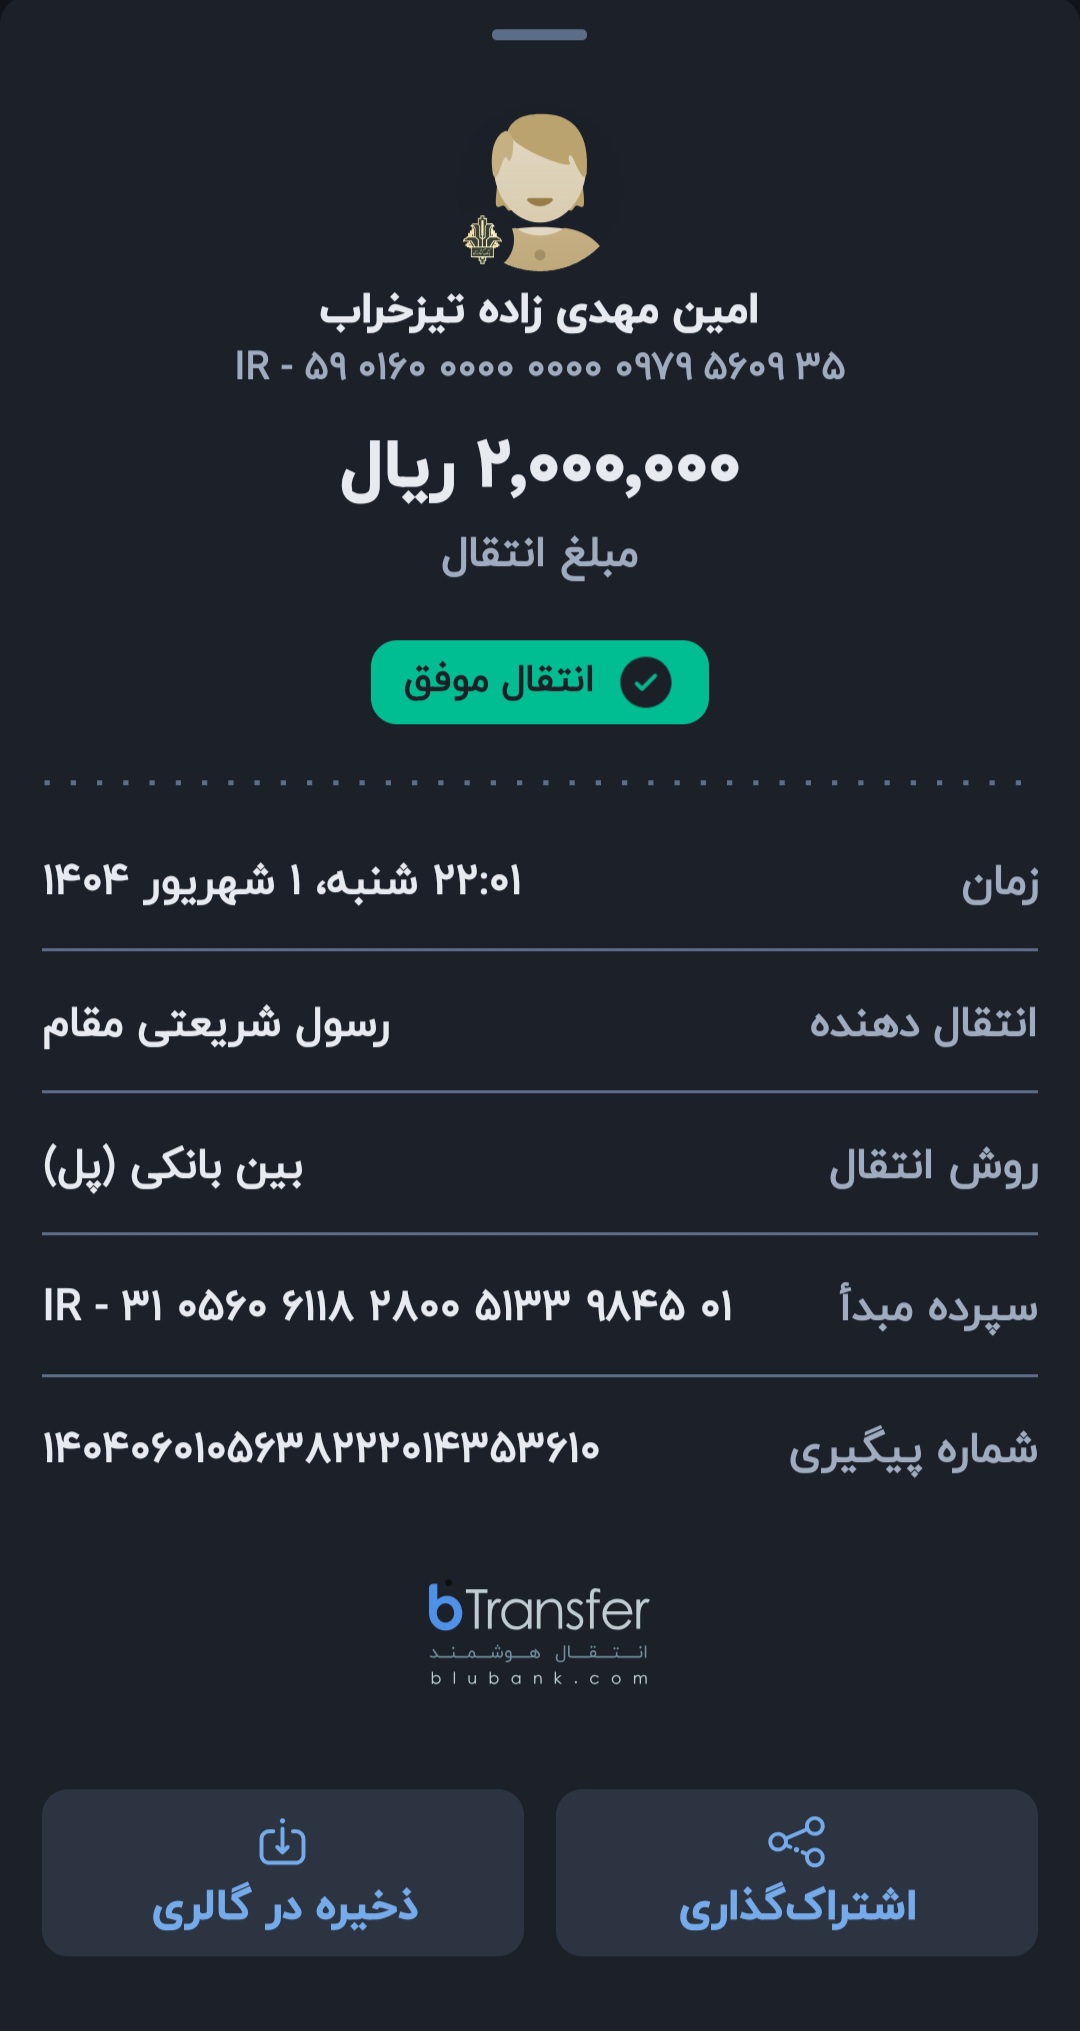 امین مهدی زاده تیزخراب
IR - ۵۹ ۰۱۶۰ ۰۰۰۰ ۰۰۰۰ ۰۹۷۹ ۵۶۰۹ ۳۵
۲,۰۰۰,۰۰۰ ریال
مبلغ انتقال
انتقال موفق
زمان ۲۲:۰۱ شنبه، ۱ شهریور ۱۴۰۴
انتقال دهنده رسول شریعتی مقام
روش انتقال بین بانکی (پل)
سپرده مبدأ IR - ۳۱ ۰۵۶۰ ۶۱۱۸ ۲۸۰۰ ۵۱۳۳ ۹۸۴۵ ۰۱
شماره پیگیری ۱۴۰۴۰۶۰۱۰۵۶۳۸۲۲۲۰۱۴۳۵۳۶۱۰
bTransfer
انتقال هوشمند
blubank.com
اشتراک‌گذاری
ذخیره در گالری